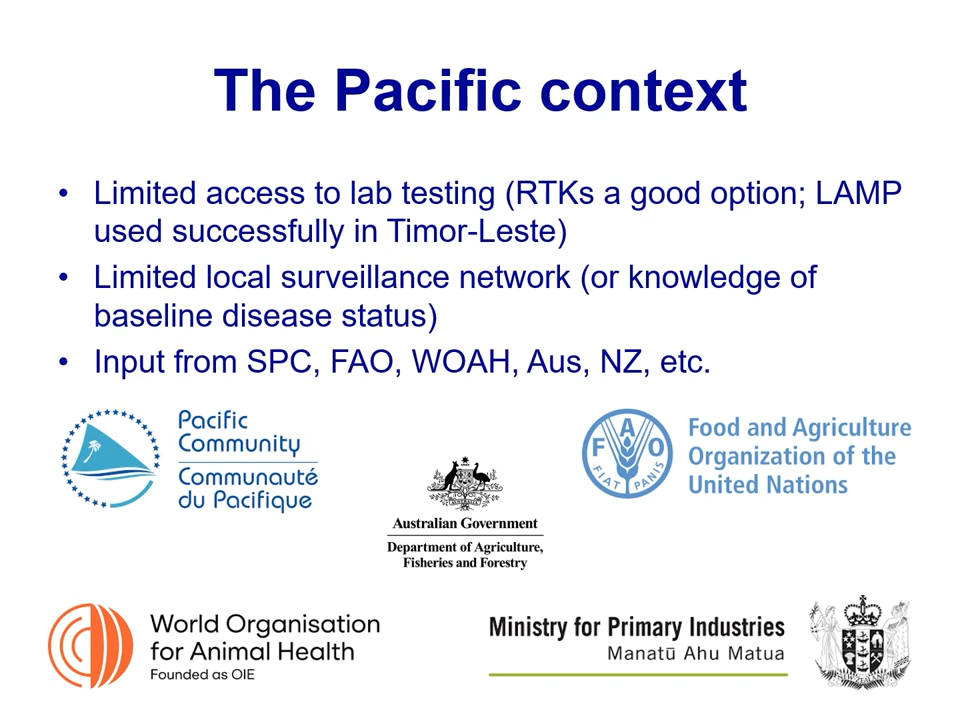 The Pacific context
• Limited access to lab testing (RTKs a good option; LAMP
used successfully in Timor-Leste)
• Limited local surveillance network (or knowledge of
baseline disease status)
• Input from SPC, FAO, WOAH, Aus, NZ, etc.
Pacific
Community
Communauté
du Pacifique
Australian Government
Department of Agriculture,
Fisheries and Forestry
F A O
FIAT PANIS
Food and Agriculture
Organization of the
United Nations
World Organisation
for Animal Health
Founded as OIE
Ministry for Primary Industries
Manatū Ahu Matua